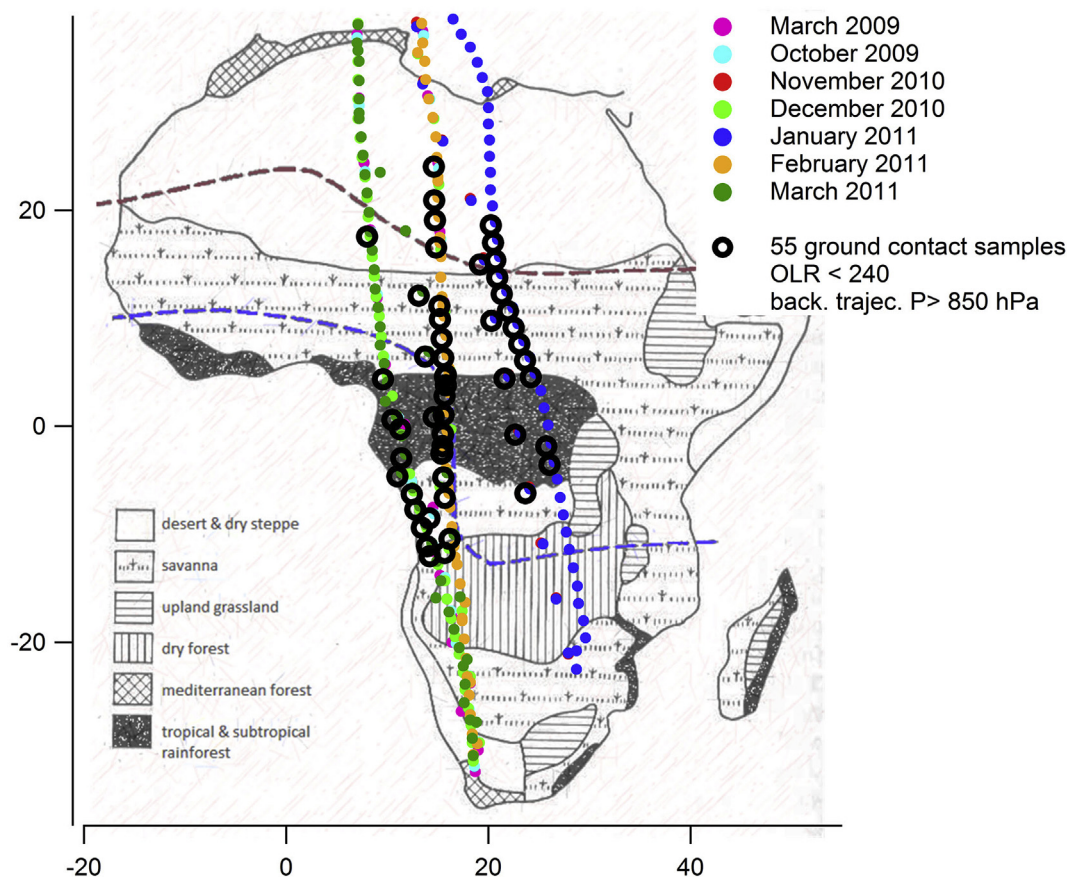 March 2009
October 2009
November 2010
December 2010
January 2011
February 2011
March 2011
55 ground contact samples
OLR < 240
back. trajec. P> 850 hPa
20
0
-20
desert & dry steppe
savanna
upland grassland
dry forest
mediterranean forest
tropical & subtropical
rainforest
-20
0
20
40